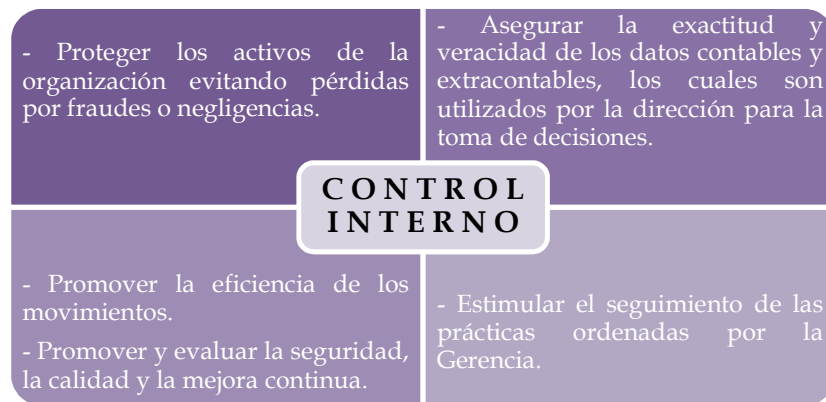 - Proteger los activos de la
organización evitando pérdidas
por fraudes o negligencias.
- Asegurar la exactitud y
veracidad de los datos contables y
extracontables, los cuales son
utilizados por la dirección para la
toma de decisiones.
CONTROL
INTERNO
- Promover la eficiencia de los
movimientos.
- Promover y evaluar la seguridad,
la calidad y la mejora continua.
- Estimular el seguimiento de las
prácticas ordenadas por la
Gerencia.